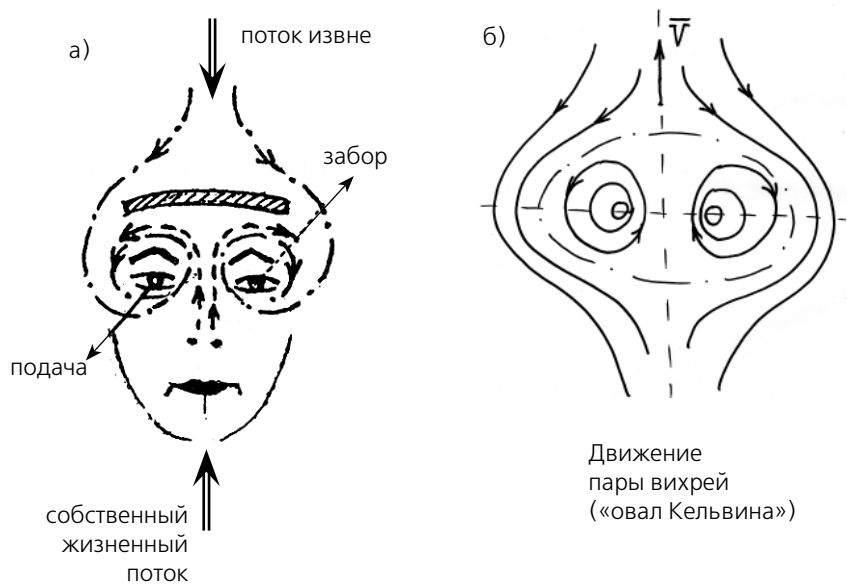 а)
поток извне
забор
подача
собственный
жизненный
поток
б)
V̅
Движение
пары вихрей
(«овал Кельвина»)